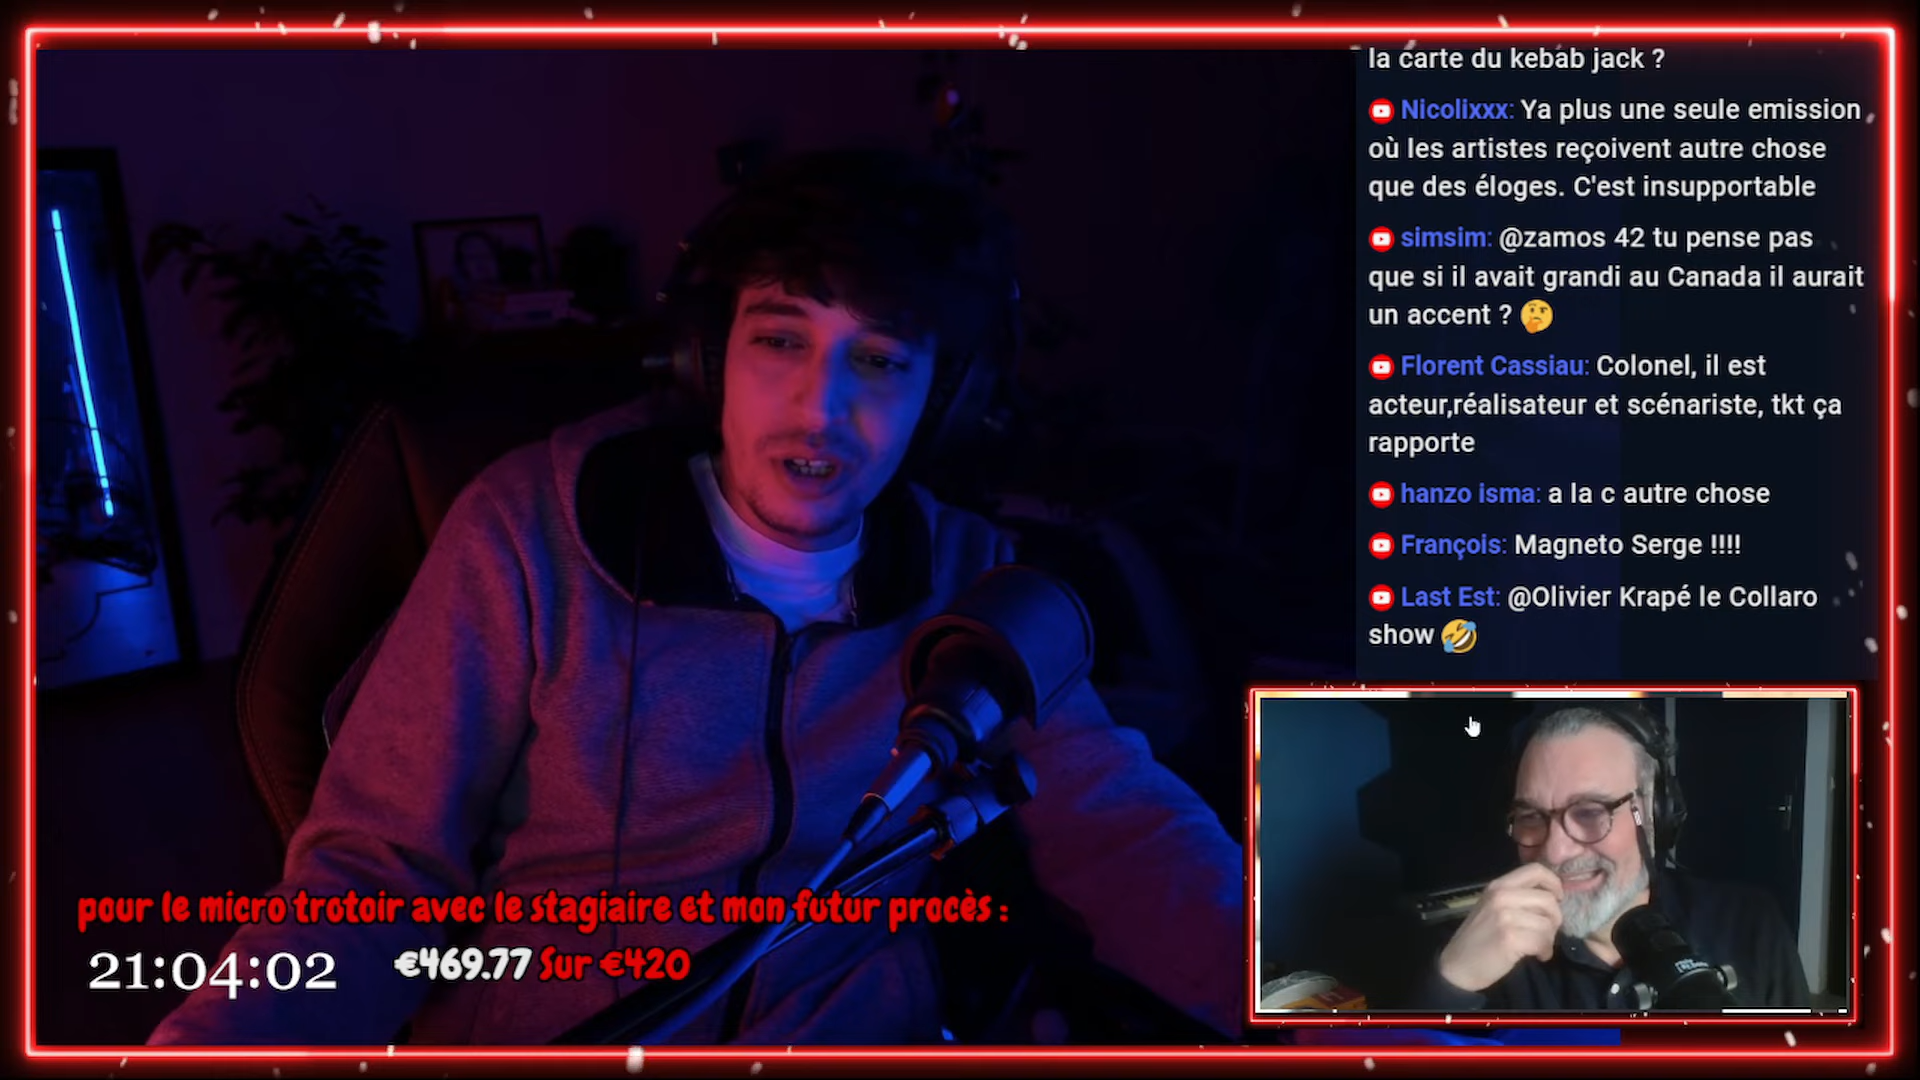 la carte du kebab jack ?
Nicolixxx: Ya plus une seule emission
où les artistes reçoivent autre chose
que des éloges. C'est insupportable
simsim: @zamos 42 tu pense pas
que si il avait grandi au Canada il aurait
un accent ? 🤔
Florent Cassiau: Colonel, il est
acteur,réalisateur et scénariste, tkt ça
rapporte
hanzo isma: a la c autre chose
François: Magneto Serge !!!!
Last Est: @Olivier Krapé le Collaro
show 🤣
pour le micro trotoir avec le stagiaire et mon futur procès :
21:04:02
€469.77 Sur €420